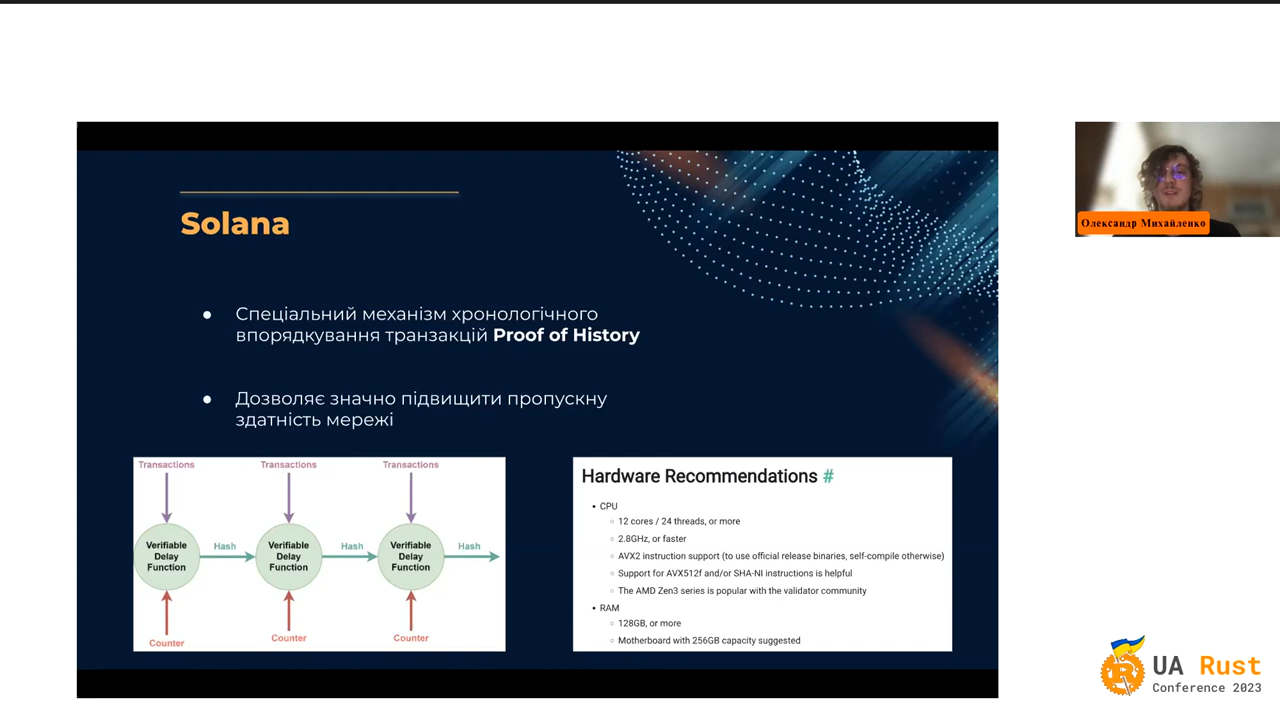 Solana
● Спеціальний механізм хронологічного
впорядкування транзакцій Proof of History
● Дозволяє значно підвищити пропускну
здатність мережі
Transactions
Transactions
Transactions
Verifiable
Delay
Function
Hash
Verifiable
Delay
Function
Hash
Verifiable
Delay
Function
Hash
Counter
Counter
Counter
Hardware Recommendations #
• CPU
○ 12 cores / 24 threads, or more
○ 2.8GHz, or faster
○ AVX2 instruction support (to use official release binaries, self-compile otherwise)
○ Support for AVX512f and/or SHA-NI instructions is helpful
○ The AMD Zen3 series is popular with the validator community
• RAM
○ 128GB, or more
○ Motherboard with 256GB capacity suggested
Олександр Михайленко
R
UA Rust
Conference 2023